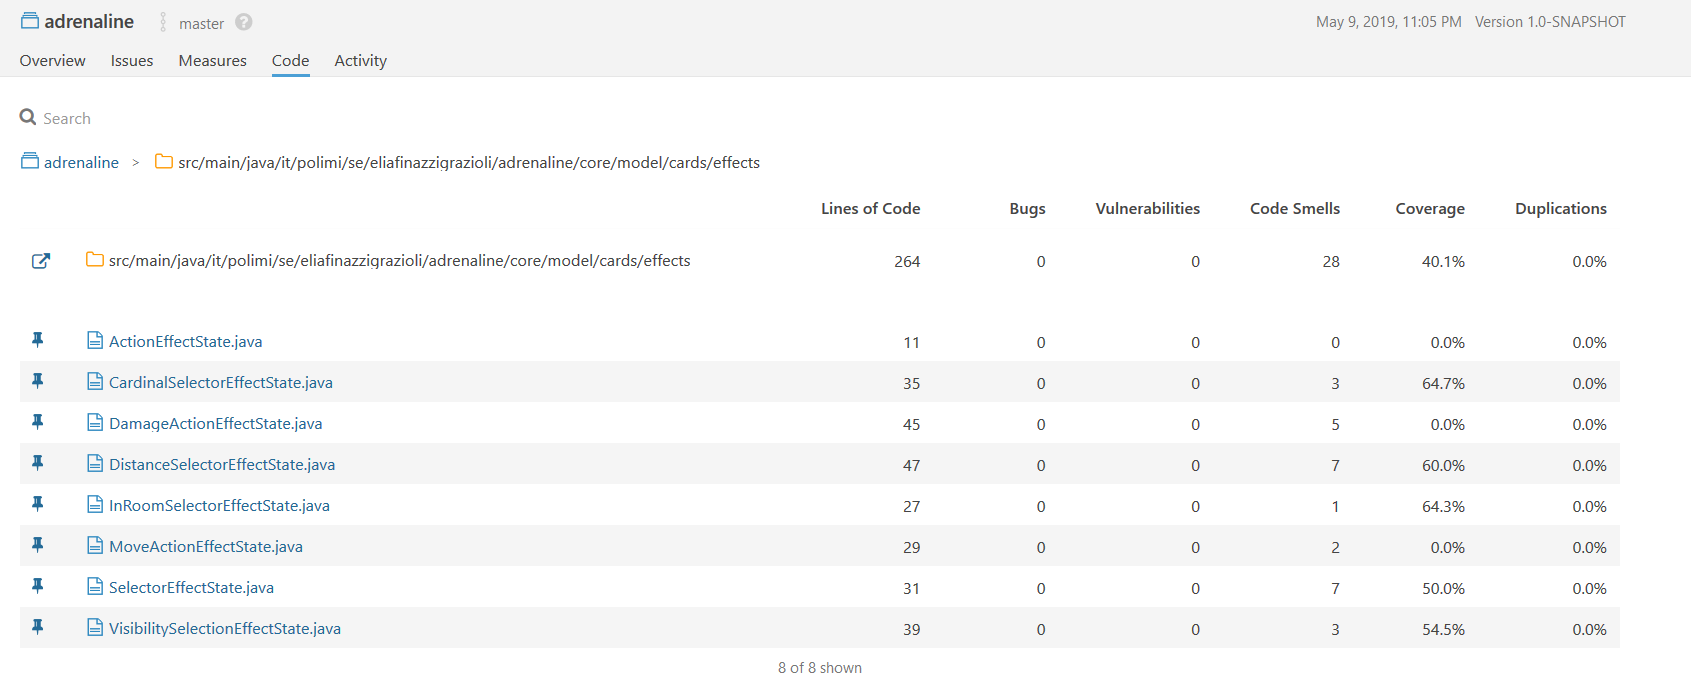 adrenaline master ? May 9, 2019, 11:05 PM Version 1.0-SNAPSHOT
Overview Issues Measures Code Activity
Search
adrenaline > src/main/java/it/polimi/se/eliafinazzigrazioli/adrenaline/core/model/cards/effects
Lines of Code Bugs Vulnerabilities Code Smells Coverage Duplications
src/main/java/it/polimi/se/eliafinazzigrazioli/adrenaline/core/model/cards/effects 264 0 0 28 40.1% 0.0%
ActionEffectState.java 11 0 0 0 0.0% 0.0%
CardinalSelectorEffectState.java 35 0 0 3 64.7% 0.0%
DamageActionEffectState.java 45 0 0 5 0.0% 0.0%
DistanceSelectorEffectState.java 47 0 0 7 60.0% 0.0%
InRoomSelectorEffectState.java 27 0 0 1 64.3% 0.0%
MoveActionEffectState.java 29 0 0 2 0.0% 0.0%
SelectorEffectState.java 31 0 0 7 50.0% 0.0%
VisibilitySelectionEffectState.java 39 0 0 3 54.5% 0.0%
8 of 8 shown